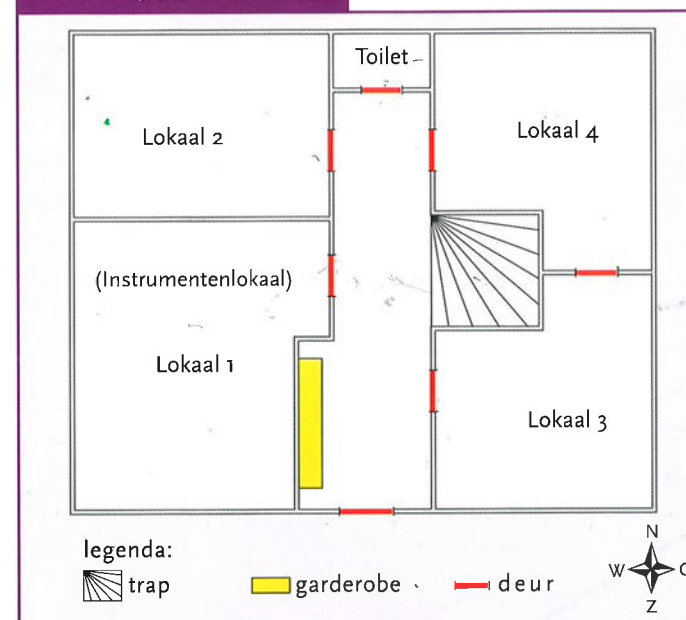 Toilet
Lokaal 2
Lokaal 4
(Instrumentenlokaal)
Lokaal 1
Lokaal 3
legenda:
trap
garderobe
deur
N
W
Z